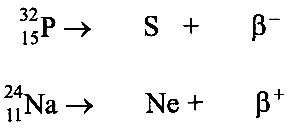 ³²₁₅P → S + β⁻
²⁴₁₁Na → Ne + β⁺